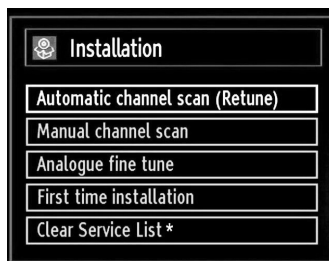 Installation
Automatic channel scan (Retune)
Manual channel scan
Analogue fine tune
First time installation
Clear Service List *